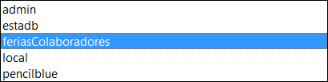 admin
estadb
feriasColaboradores
local
pencilblue